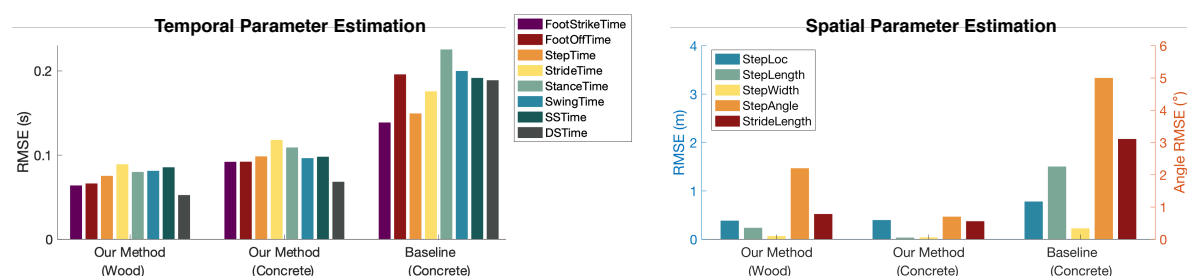 Temporal Parameter Estimation
RMSE (s)
0.2
0.1
0
Our Method
(Wood)
Our Method
(Concrete)
Baseline
(Concrete)
FootStrikeTime
FootOffTime
StepTime
StrideTime
StanceTime
SwingTime
SSTime
DSTime
Spatial Parameter Estimation
RMSE (m)
4
3
2
1
0
StepLoc
StepLength
StepWidth
StepAngle
StrideLength
Our Method
(Wood)
Our Method
(Concrete)
Baseline
(Concrete)
6
5
4
3
2
1
0
Angle RMSE (°)